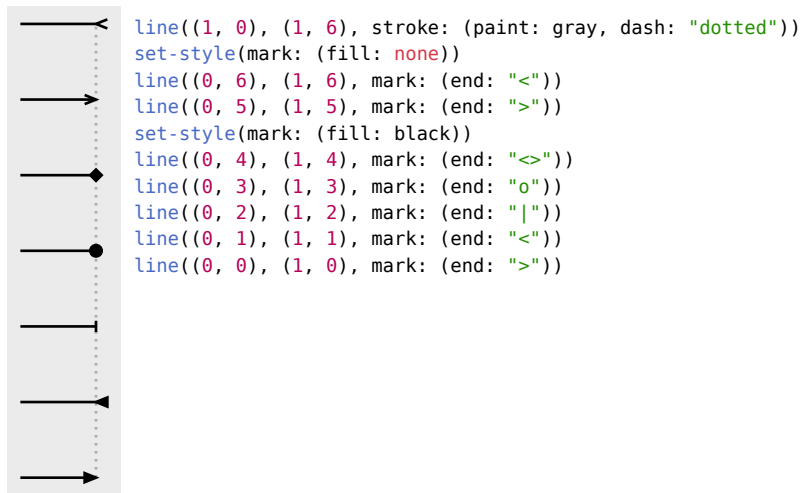 line((1, 0), (1, 6), stroke: (paint: gray, dash: "dotted"))
set-style(mark: (fill: none))
line((0, 6), (1, 6), mark: (end: "<"))
line((0, 5), (1, 5), mark: (end: ">"))
set-style(mark: (fill: black))
line((0, 4), (1, 4), mark: (end: "<>"))
line((0, 3), (1, 3), mark: (end: "o"))
line((0, 2), (1, 2), mark: (end: "|"))
line((0, 1), (1, 1), mark: (end: "<"))
line((0, 0), (1, 0), mark: (end: ">"))